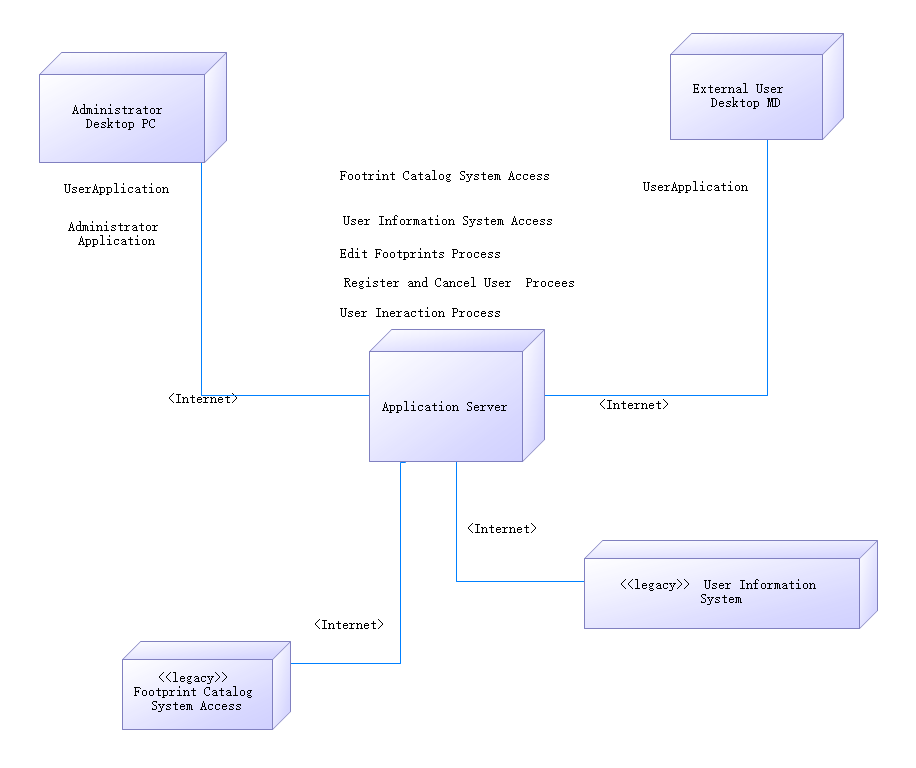 Administrator
Desktop PC
External User
Desktop MD
UserApplication
Administrator
Application
Footrint Catalog System Access
User Information System Access
Edit Footprints Process
Register and Cancel User  Procees
User Ineraction Process
UserApplication
<Internet>
Application Server
<Internet>
<Internet>
<<legacy>>  User Information
System
<Internet>
<<legacy>>
Footprint Catalog
System Access